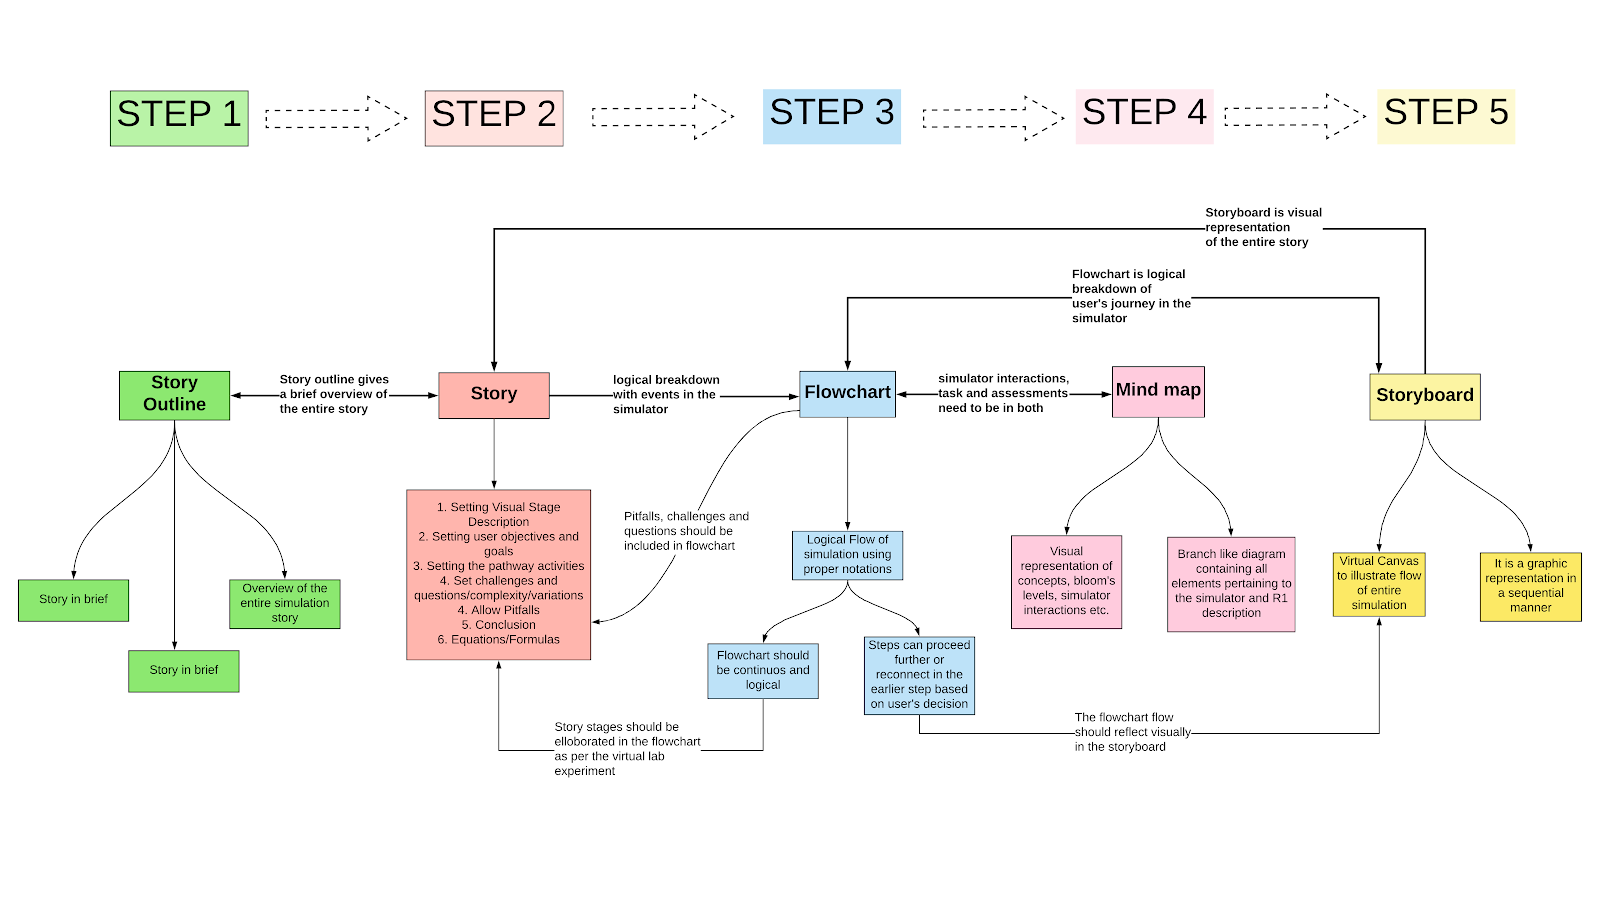 STEP 1
STEP 2
STEP 3
STEP 4
STEP 5
Storyboard is visual
representation
of the entire story
Flowchart is logical
breakdown of
user's journey in the
simulator
Story
Outline
Story outline gives
a brief overview of
the entire story
Story
logical breakdown
with events in the
simulator
Flowchart
simulator interactions,
task and assessments
need to be in both
Mind map
Storyboard
1. Setting Visual Stage
Description
2. Setting user objectives and
goals
3. Setting the pathway activities
4. Set challenges and
questions/complexity/variations
4. Allow Pitfalls
5. Conclusion
6. Equations/Formulas
Pitfalls, challenges and
questions should be
included in flowchart
Logical Flow of
simulation using
proper notations
Visual
representation of
concepts, bloom's
levels, simulator
interactions etc.
Branch like diagram
containing all
elements pertaining to
the simulator and R1
description
Virtual Canvas
to illustrate flow
of entire
simulation
It is a graphic
representation in
a sequential
manner
Story in brief
Overview of the
entire simulation
story
Story in brief
Flowchart should
be continuos and
logical
Steps can proceed
further or
reconnect in the
earlier step based
on user's decision
Story stages should be
elloborated in the flowchart
as per the virtual lab
experiment
The flowchart flow
should reflect visually
in the storyboard